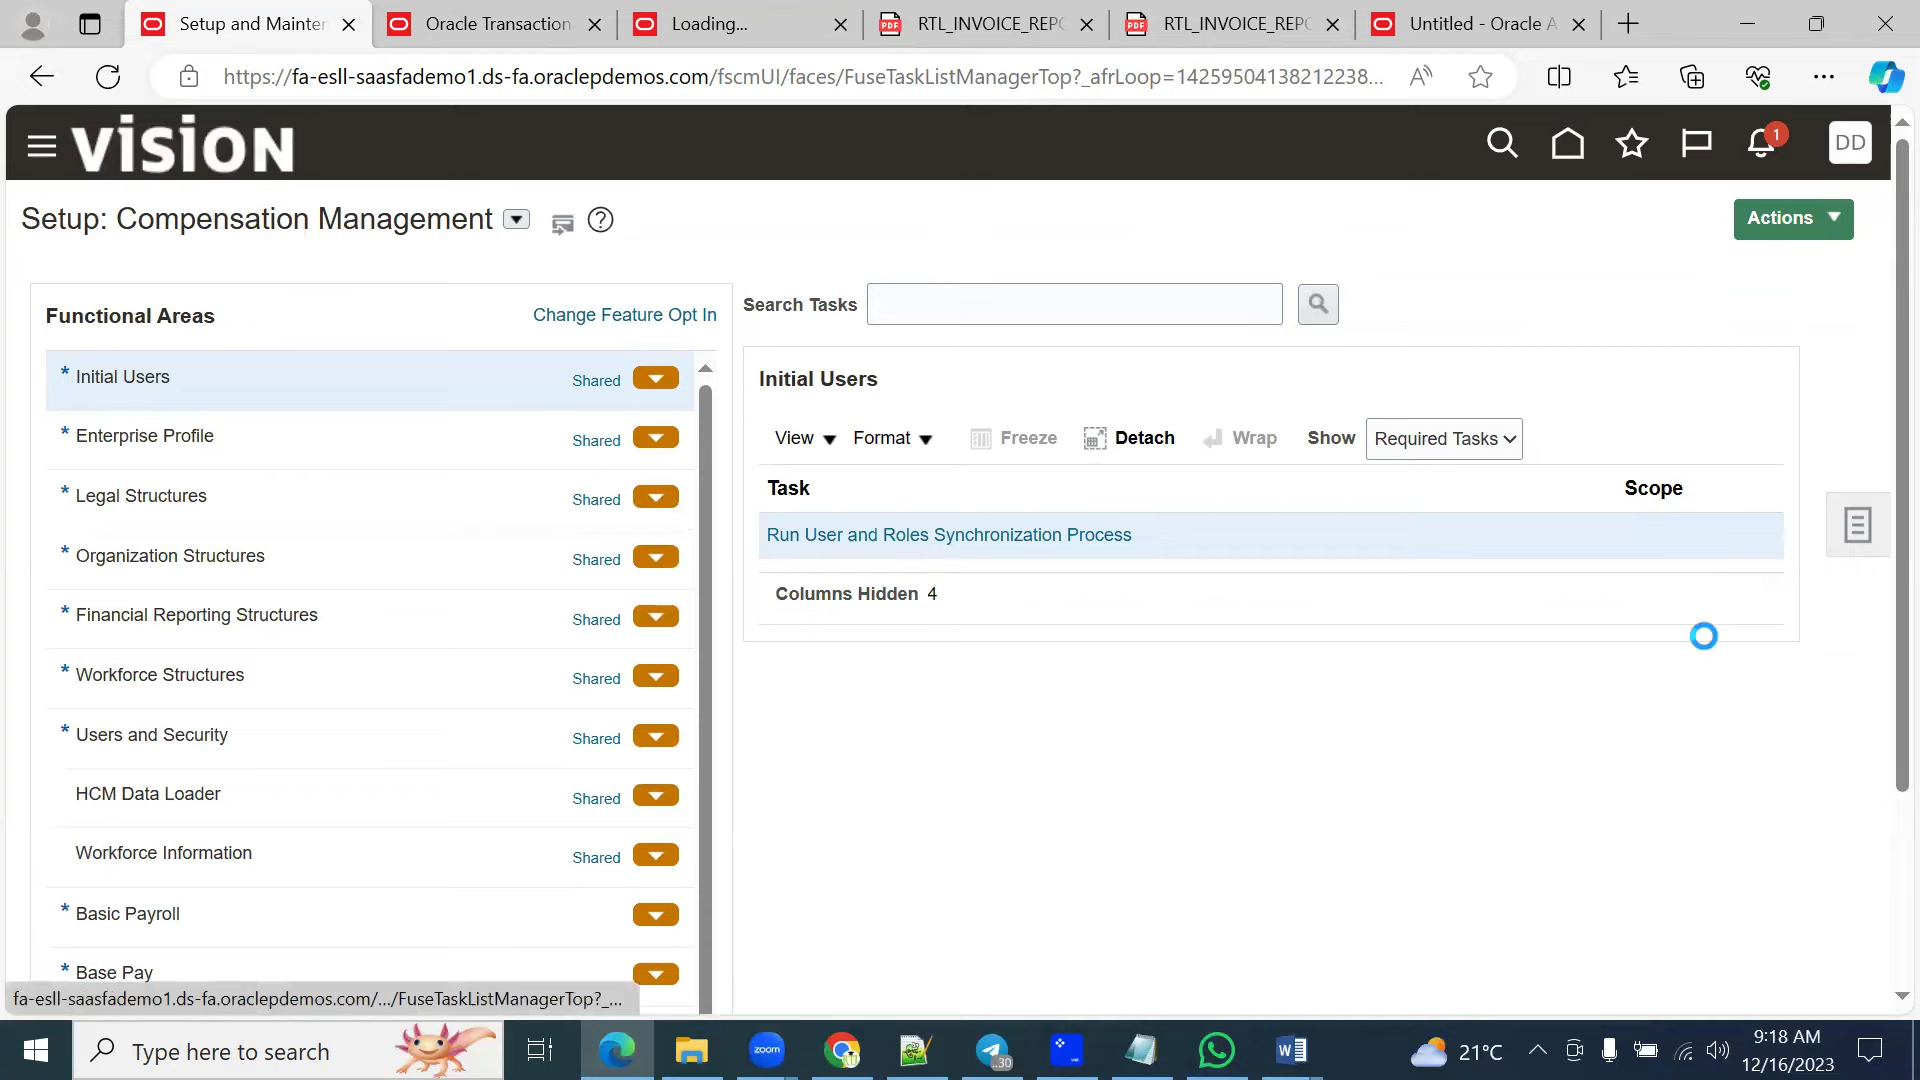 Setup and Mainter
Oracle Transaction
Loading...
RTL_INVOICE_REPO
RTL_INVOICE_REPO
Untitled - Oracle A
https://fa-esll-saasfademo1.ds-fa.oraclepdemos.com/fscmUI/faces/FuseTaskListManagerTop?_afrLoop=14259504138212238...
VISION
1
DD
Setup: Compensation Management
Actions
Functional Areas
Change Feature Opt In
* Initial Users Shared
* Enterprise Profile Shared
* Legal Structures Shared
* Organization Structures Shared
* Financial Reporting Structures Shared
* Workforce Structures Shared
* Users and Security Shared
HCM Data Loader Shared
Workforce Information Shared
* Basic Payroll
* Base Pay
Search Tasks
Initial Users
View Format Freeze Detach Wrap Show Required Tasks
Task Scope
Run User and Roles Synchronization Process
Columns Hidden 4
fa-esll-saasfademo1.ds-fa.oraclepdemos.com/.../FuseTaskListManagerTop?_...
Type here to search
zoom
..30
21°C
9:18 AM
12/16/2023